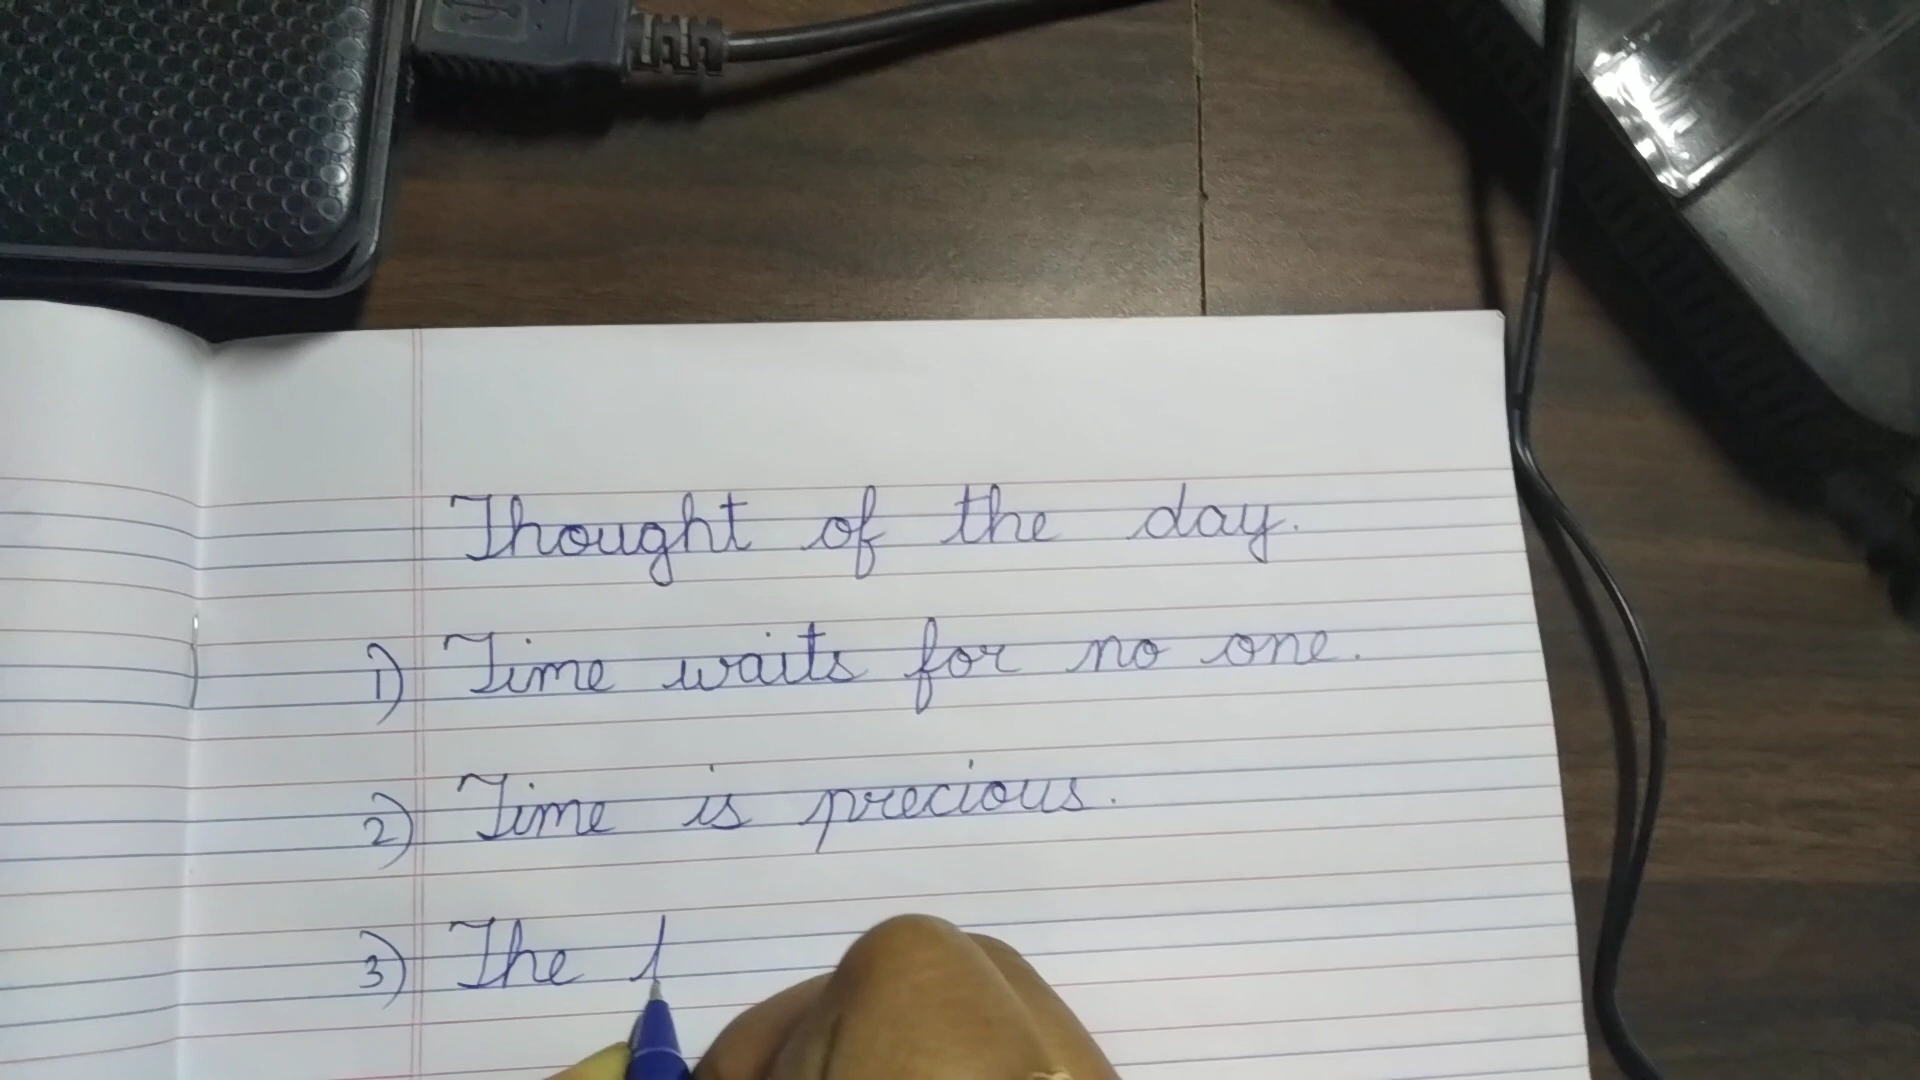 Thought of the day.
1) Time waits for no one.
2) Time is precious.
3) The